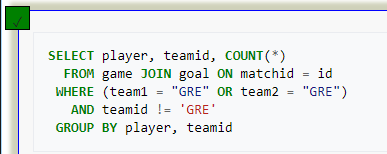 SELECT player, teamid, COUNT(*)
FROM game JOIN goal ON matchid = id
WHERE (team1 = "GRE" OR team2 = "GRE")
AND teamid != 'GRE'
GROUP BY player, teamid